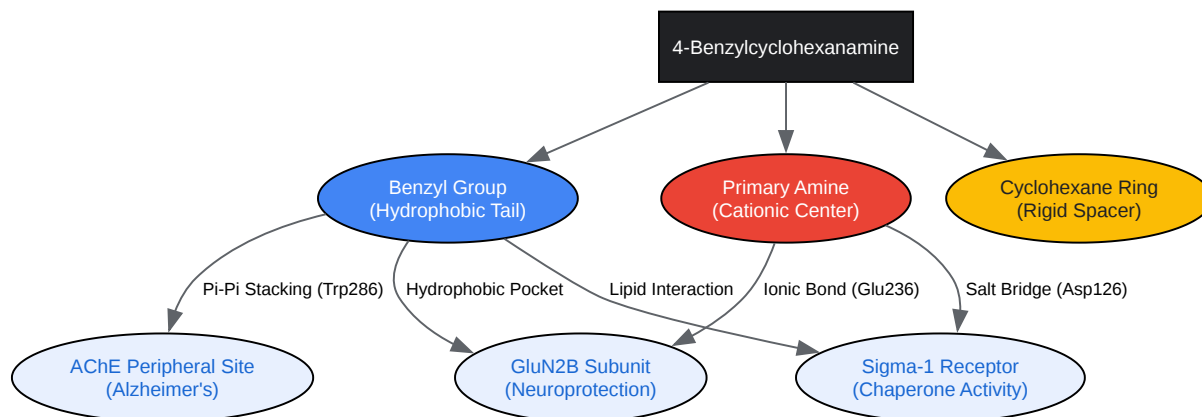 4-Benzylcyclohexanamine
Benzyl Group
(Hydrophobic Tail)
Primary Amine
(Cationic Center)
Cyclohexane Ring
(Rigid Spacer)
Pi-Pi Stacking (Trp286)
Hydrophobic Pocket
Lipid Interaction
Ionic Bond (Glu236)
Salt Bridge (Asp126)
AChE Peripheral Site
(Alzheimer's)
GluN2B Subunit
(Neuroprotection)
Sigma-1 Receptor
(Chaperone Activity)